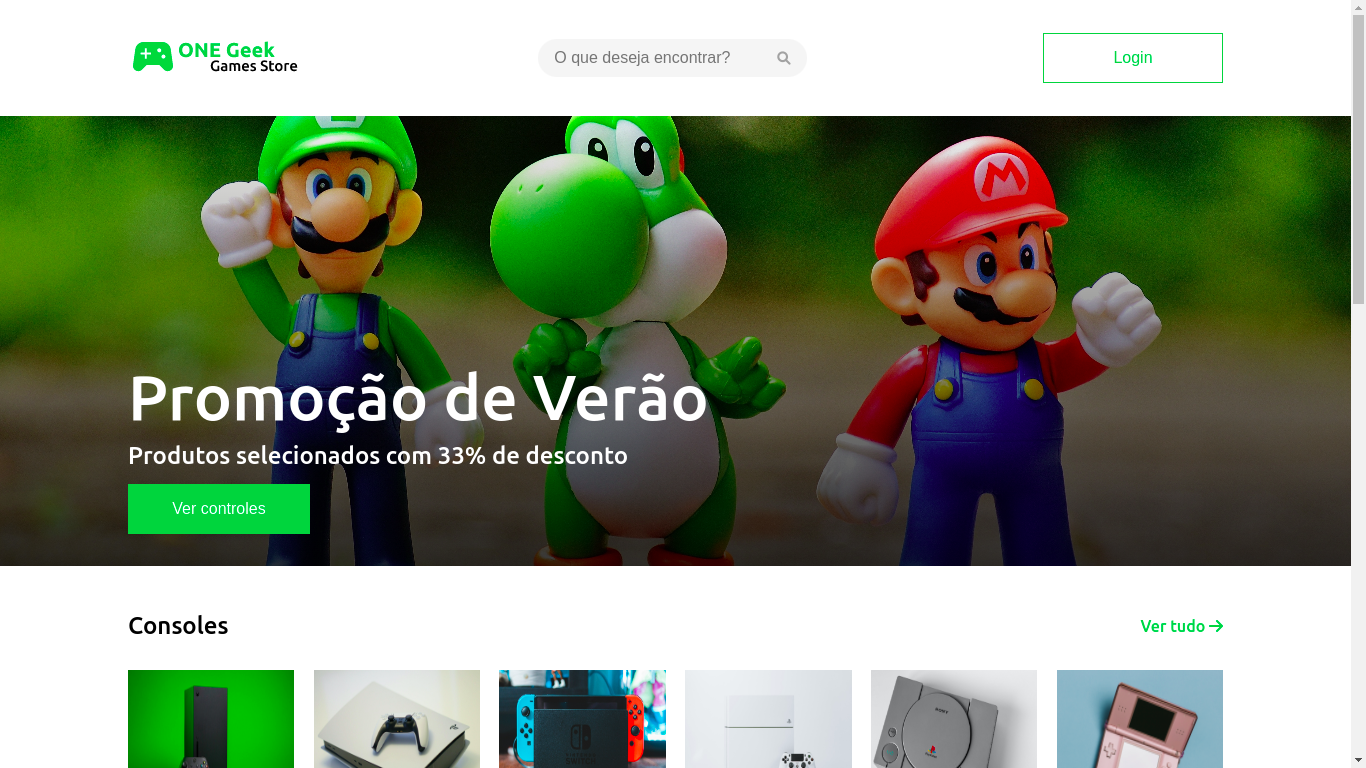 ONE Geek
Games Store
O que deseja encontrar?
Login
M
Promoção de Verão
Produtos selecionados com 33% de desconto
Ver controles
Consoles
Ver tudo
SONY